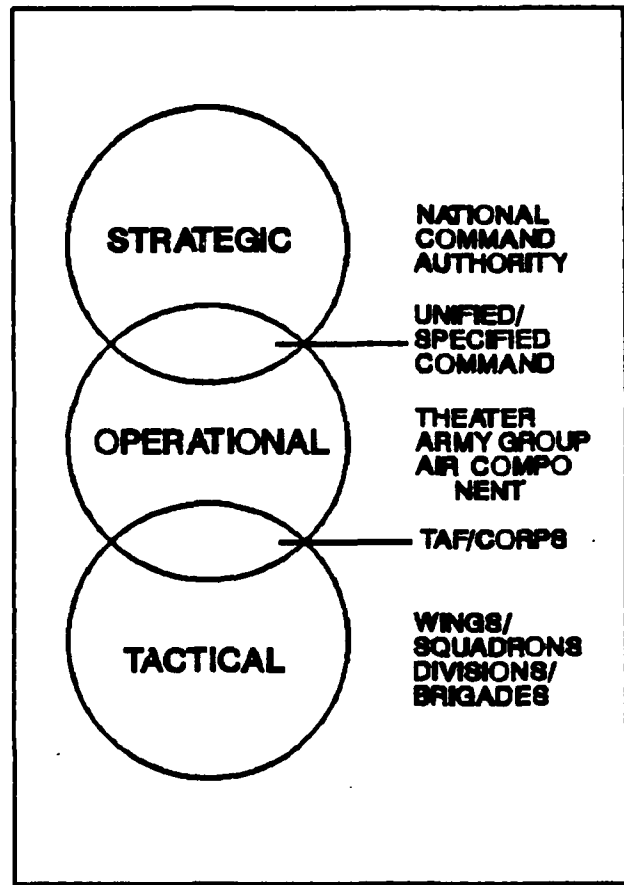 STRATEGIC
NATIONAL
COMMAND
AUTHORITY
UNIFIED/
SPECIFIED
COMMAND
OPERATIONAL
THEATER
ARMY GROUP
AIR COMPO
NENT
TAF/CORPS
TACTICAL
WINGS/
SQUADRONS
DIVISIONS/
BRIGADES